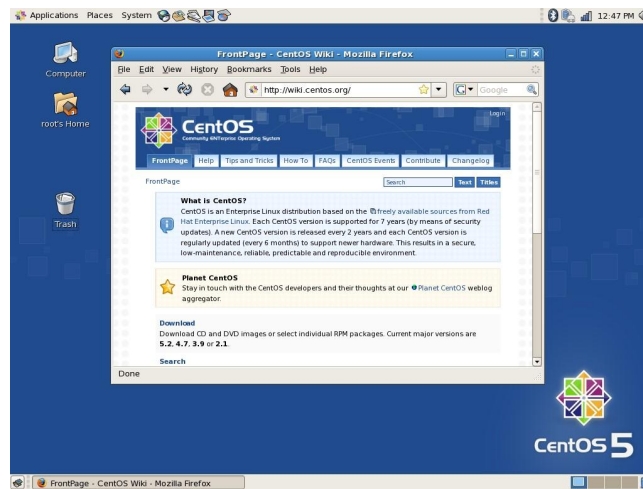 Applications Places System
12:47 PM
Computer
root's Home
Trash
FrontPage - CentOS Wiki - Mozilla Firefox
File Edit View History Bookmarks Tools Help
http://wiki.centos.org/
Google
Login
CentOS
Community ENTerprise Operating System
FrontPage Help Tips and Tricks How To FAQs CentOS Events Contribute Changelog
FrontPage
Search Text Titles
What is CentOS?
CentOS is an Enterprise Linux distribution based on the freely available sources from Red
Hat Enterprise Linux. Each CentOS version is supported for 7 years (by means of security
updates). A new CentOS version is released every 2 years and each CentOS version is
regularly updated (every 6 months) to support newer hardware. This results in a secure,
low-maintenance, reliable, predictable and reproducible environment.
Planet CentOS
Stay in touch with the CentOS developers and their thoughts at our Planet CentOS weblog
aggregator.
Download
Download CD and DVD images or select individual RPM packages. Current major versions are
5.2, 4.7, 3.9 or 2.1.
Search
Done
CentOS 5
FrontPage - CentOS Wiki - Mozilla Firefox